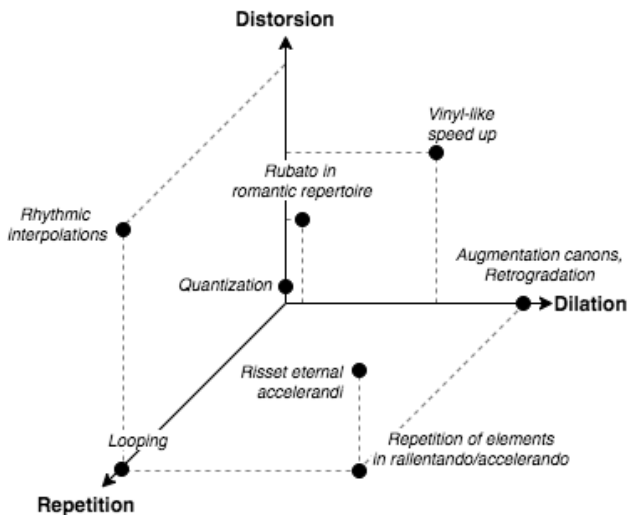 Distorsion
Vinyl-like
speed up
Rubato in
romantic repertoire
Rhythmic
interpolations
Augmentation canons,
Retrogradation
Quantization
Dilation
Risset eternal
accelerandi
Looping
Repetition of elements
in rallentando/accelerando
Repetition